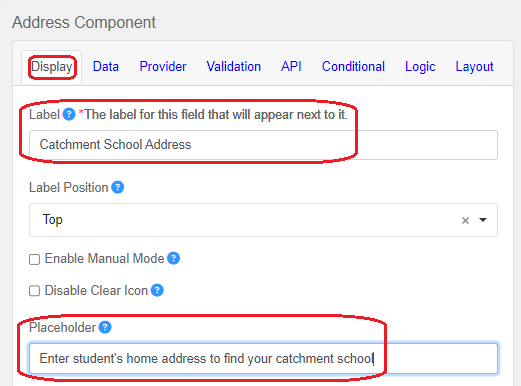 Address Component
Display Data Provider Validation API Conditional Logic Layout
Label ? *The label for this field that will appear next to it.
Catchment School Address
Label Position ?
Top ×
Enable Manual Mode ?
Disable Clear Icon ?
Placeholder ?
Enter student's home address to find your catchment school